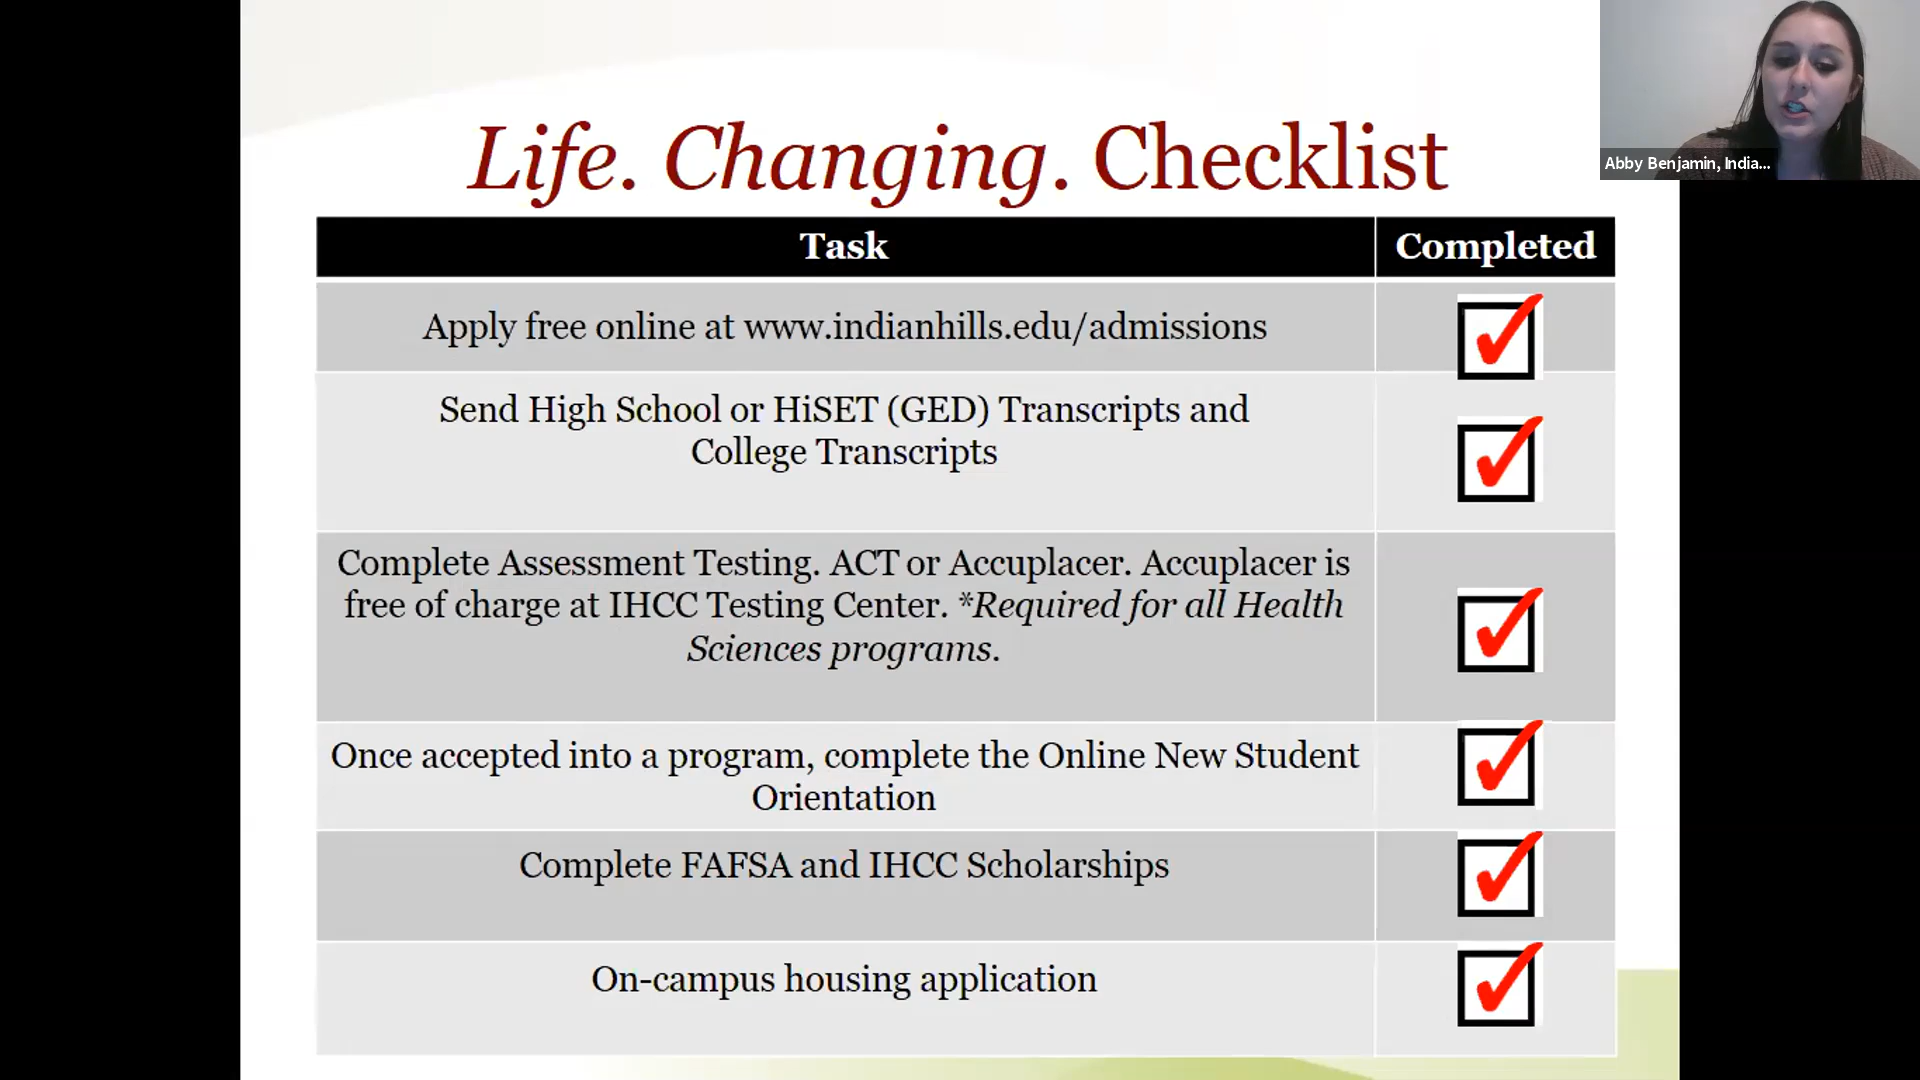 Life. Changing. Checklist
Task
Completed
Apply free online at www.indianhills.edu/admissions
Send High School or HiSET (GED) Transcripts and
College Transcripts
Complete Assessment Testing. ACT or Accuplacer. Accuplacer is
free of charge at IHCC Testing Center. *Required for all Health
Sciences programs.
Once accepted into a program, complete the Online New Student
Orientation
Complete FAFSA and IHCC Scholarships
On-campus housing application
Abby Benjamin, India...